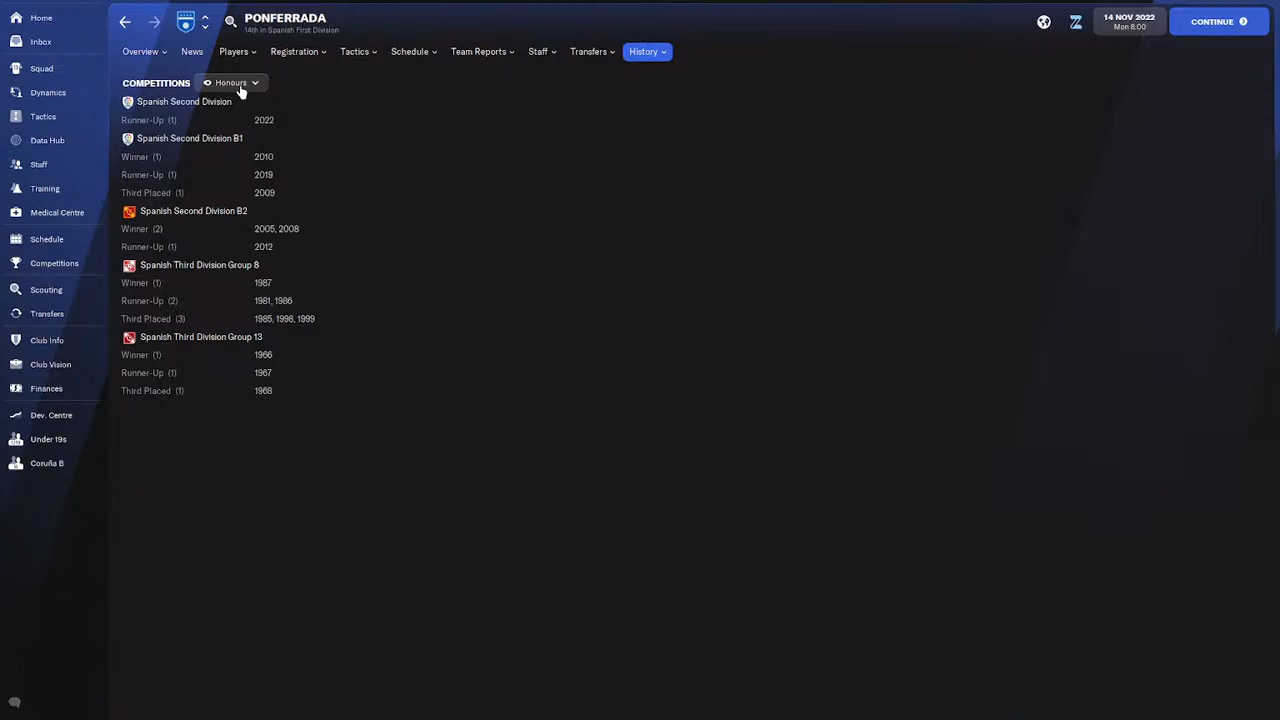 Home
Inbox
Squad
Dynamics
Tactics
Data Hub
Staff
Training
Medical Centre
Schedule
Competitions
Scouting
Transfers
Club Info
Club Vision
Finances
Dev. Centre
Under 19s
Coruña B
PONFERRADA
14th in Spanish First Division
14 NOV 2022
Mon 8:00
CONTINUE
Overview News Players Registration Tactics Schedule Team Reports Staff Transfers History
COMPETITIONS Honours
Spanish Second Division
Runner-Up (1) 2022
Spanish Second Division B1
Winner (1) 2010
Runner-Up (1) 2019
Third Placed (1) 2009
Spanish Second Division B2
Winner (2) 2005, 2008
Runner-Up (1) 2012
Spanish Third Division Group 8
Winner (1) 1987
Runner-Up (2) 1981, 1986
Third Placed (3) 1985, 1998, 1999
Spanish Third Division Group 13
Winner (1) 1966
Runner-Up (1) 1967
Third Placed (1) 1968